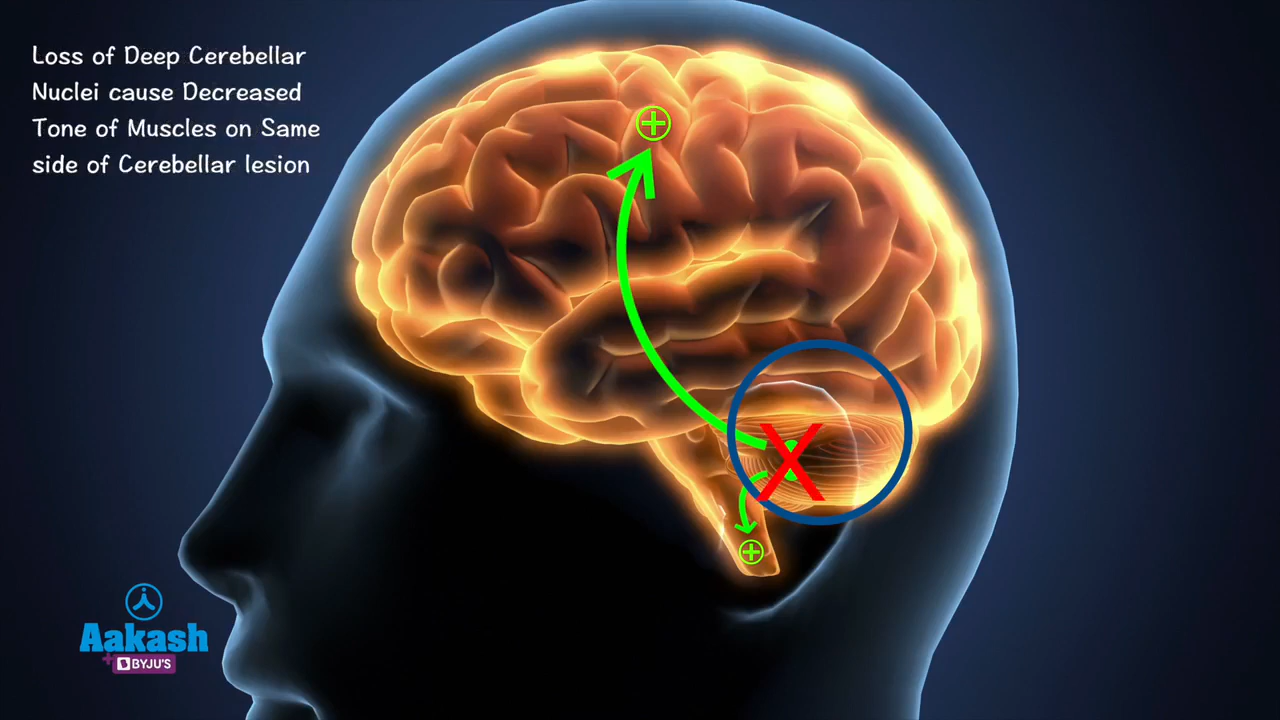 Loss of Deep Cerebellar
Nuclei cause Decreased
Tone of Muscles on Same
side of Cerebellar lesion
X
Aakash
BYJU'S